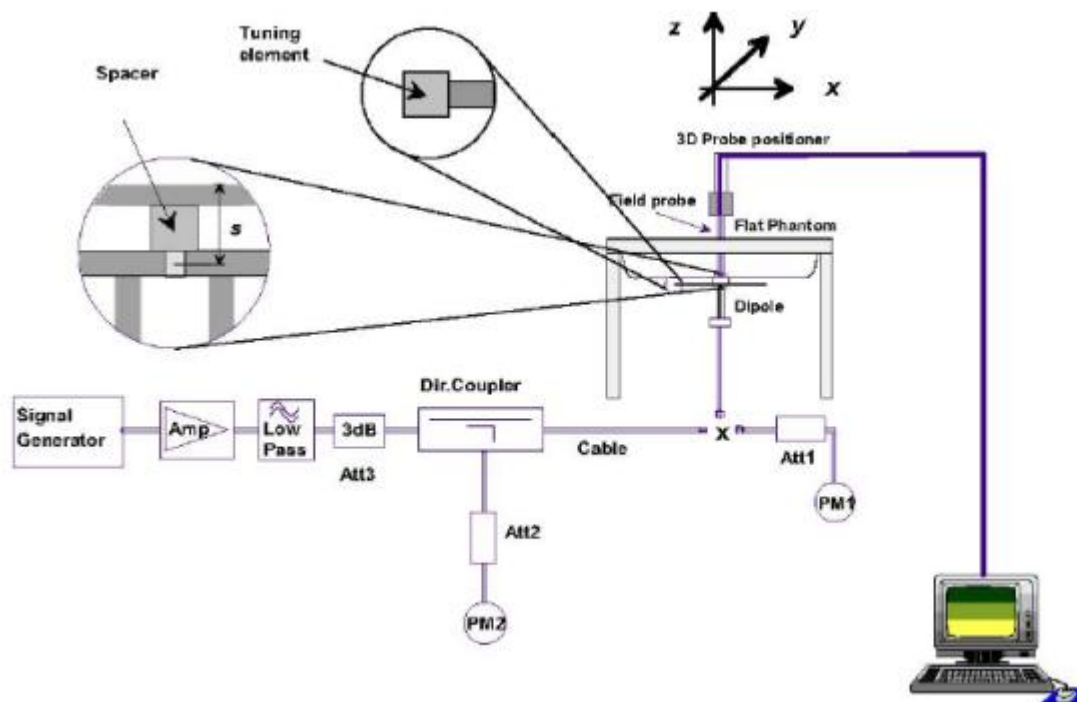 Tuning
element
Spacer
z
y
x
3D Probe positioner
Field probe
s
Flat Phantom
Dipole
Dir.Coupler
Signal
Generator
Amp
Low
Pass
3dB
Att3
Cable
x
Att1
PM1
Att2
PM2